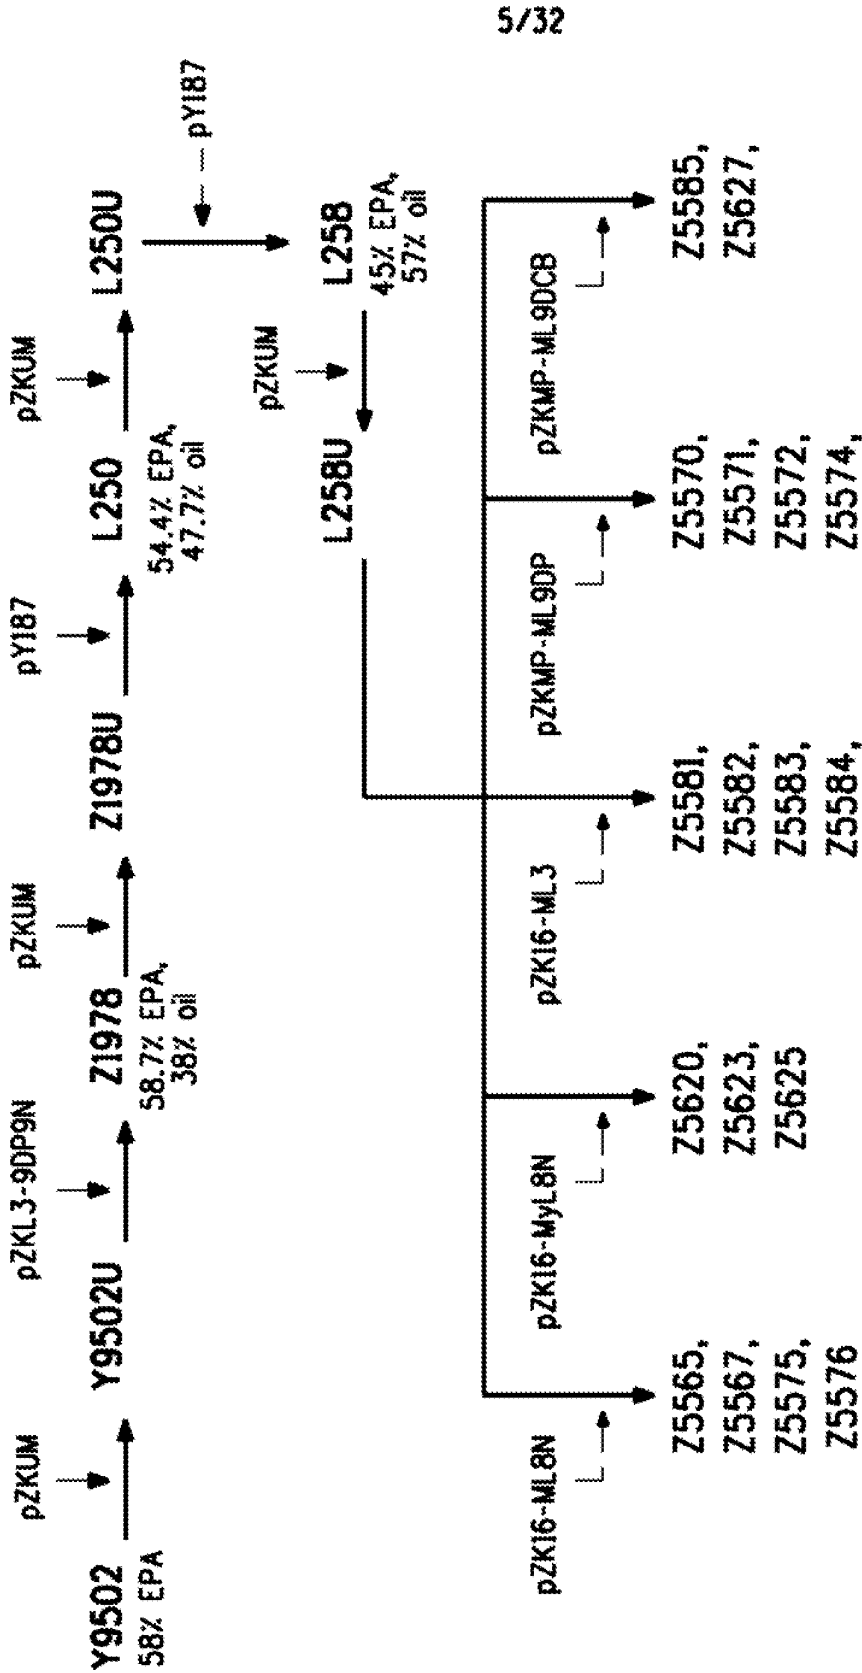 5/32
pZKUM
pZKL3-9DP9N
pZKUM
pY187
pZKUM
Y9502
58% EPA
Y9502U
Z1978
58.7% EPA,
38% oil
Z1978U
L250
54.4% EPA,
47.7% oil
L250U
pY187
pZKUM
L258U
L258
45% EPA,
57% oil
pZK16-ML8N
pZK16-MyL8N
pZK16-ML3
pZKMP-ML9DP
pZKMP-ML9DCB
Z5565,
Z5567,
Z5575,
Z5576
Z5620,
Z5623,
Z5625
Z5581,
Z5582,
Z5583,
Z5584,
Z5570,
Z5571,
Z5572,
Z5574,
Z5585,
Z5627,